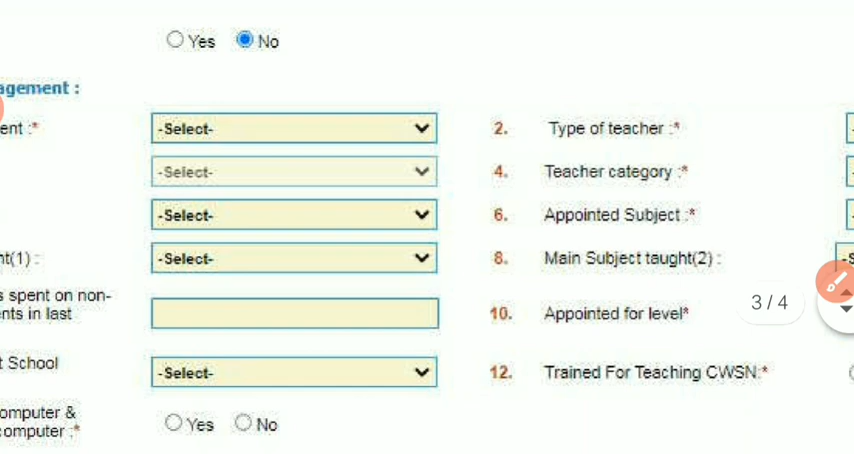 Yes No
agement :
ent :* -Select- 2. Type of teacher :*
-Select- 4. Teacher category :*
-Select- 6. Appointed Subject :*
nt(1) : -Select- 8. Main Subject taught(2) :
s spent on non-
nts in last 10. Appointed for level* 3 / 4
t School -Select- 12. Trained For Teaching CWSN:*
omputer &
computer :* Yes No